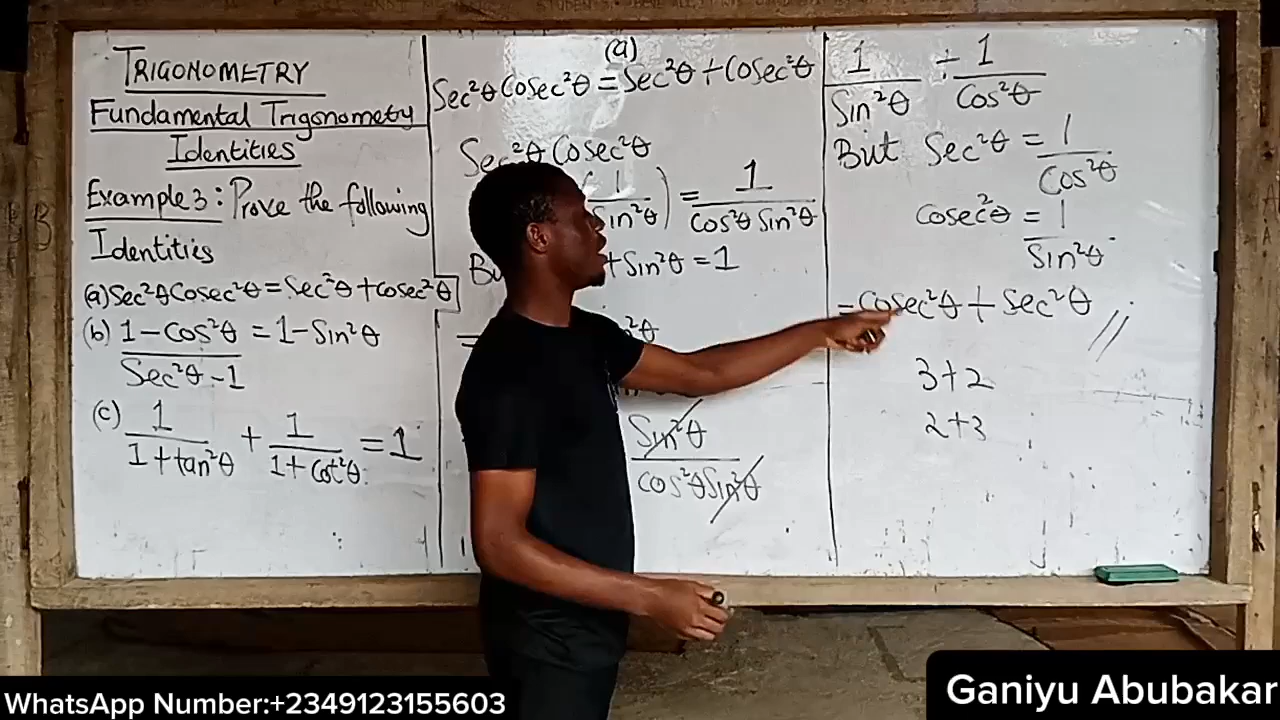 TRIGONOMETRY
Fundamental Trigonometry
Identities
Example 3: Prove the following
Identities
(a) Sec²θ Cosec²θ = Sec²θ + Cosec²θ
(b) 1 - Cos²θ / Sec²θ - 1 = 1 - Sin²θ
(c) 1 / 1 + tan²θ + 1 / 1 + Cot²θ = 1
(a)
Sec²θ Cosec²θ = Sec²θ + Cosec²θ
Sec²θ Cosec²θ
(1 / Sin²θ) = 1 / Cos²θ Sin²θ
+ Sin²θ = 1
=
Sin²θ / Cos²θ Sin²θ
1 / Sin²θ + 1 / Cos²θ
But Sec²θ = 1 / Cos²θ
Cosec²θ = 1 / Sin²θ
= Cosec²θ + Sec²θ //
3 + 2
2 + 3
WhatsApp Number:+2349123155603
Ganiyu Abubakar